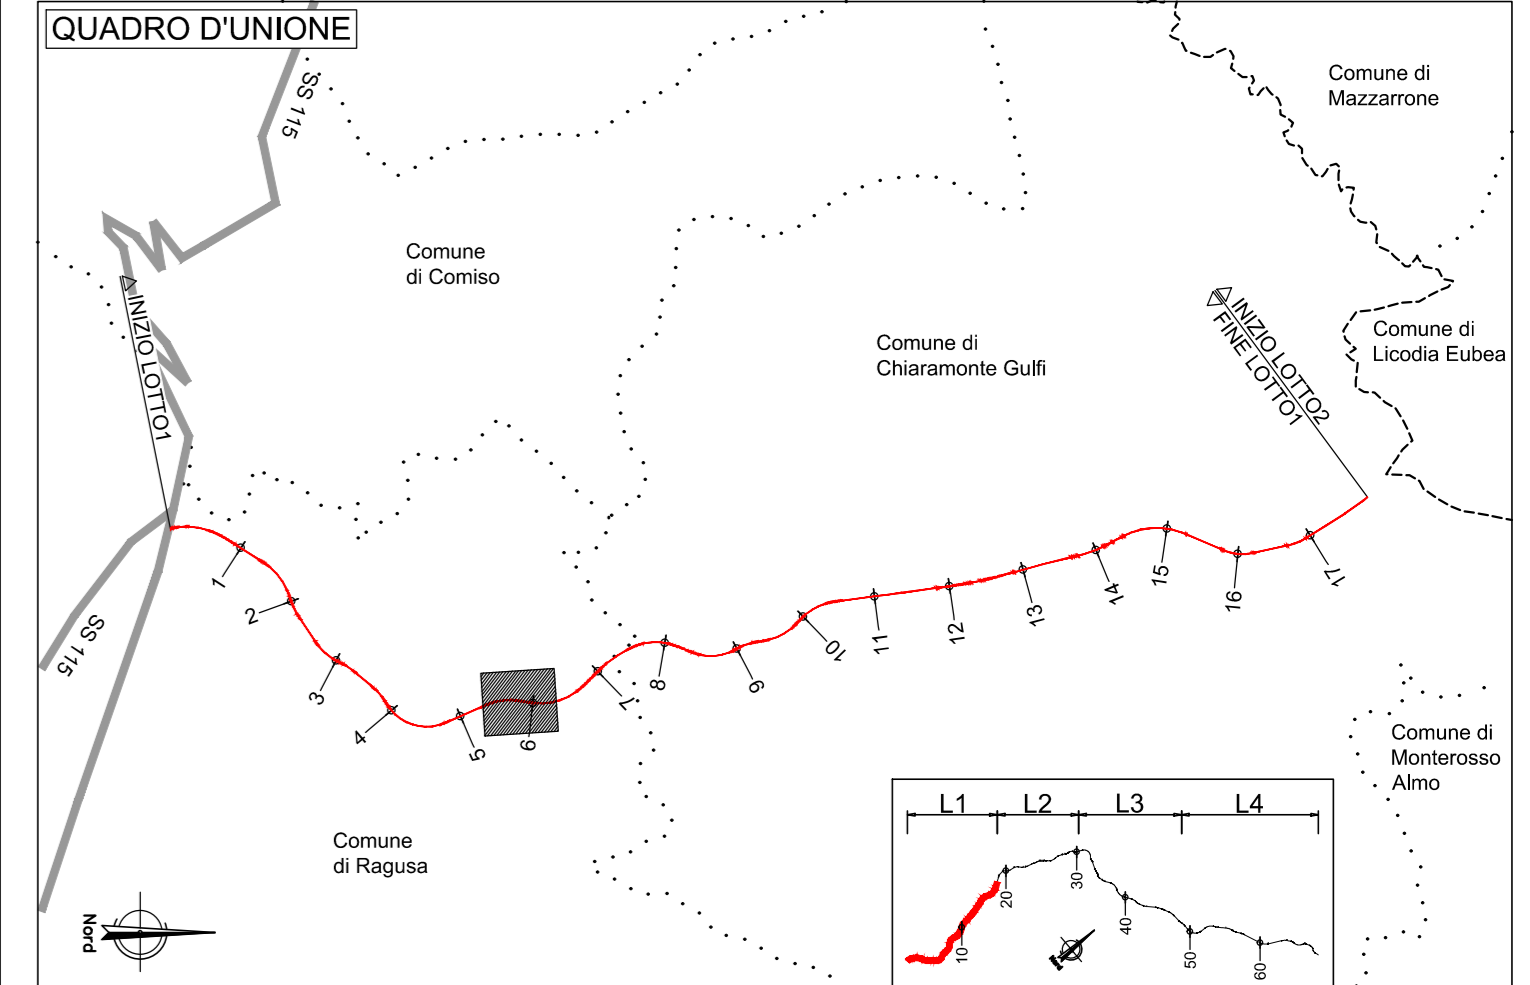 QUADRO D'UNIONE
SS 115
Comune di
Mazzarrone
Comune
di Comiso
INIZIO LOTTO1
Comune di
Chiaramonte Gulfi
INIZIO LOTTO2
FINE LOTTO1
Comune di
Licodia Eubea
1
2
3
4
5
6
7
8
9
10
11
12
13
14
15
16
17
SS 115
Comune di
Monterosso
Almo
Comune
di Ragusa
Nord
L1
L2
L3
L4
10
20
30
40
50
60